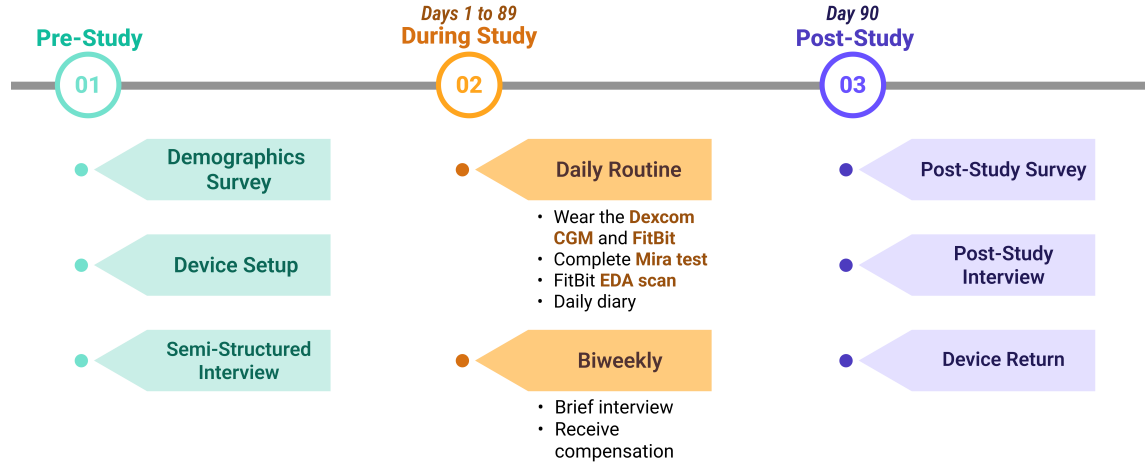 Pre-Study
01
Demographics
Survey
Device Setup
Semi-Structured
Interview
Days 1 to 89
During Study
02
Daily Routine
• Wear the Dexcom
CGM and FitBit
• Complete Mira test
• FitBit EDA scan
• Daily diary
Biweekly
• Brief interview
• Receive
compensation
Day 90
Post-Study
03
Post-Study Survey
Post-Study
Interview
Device Return